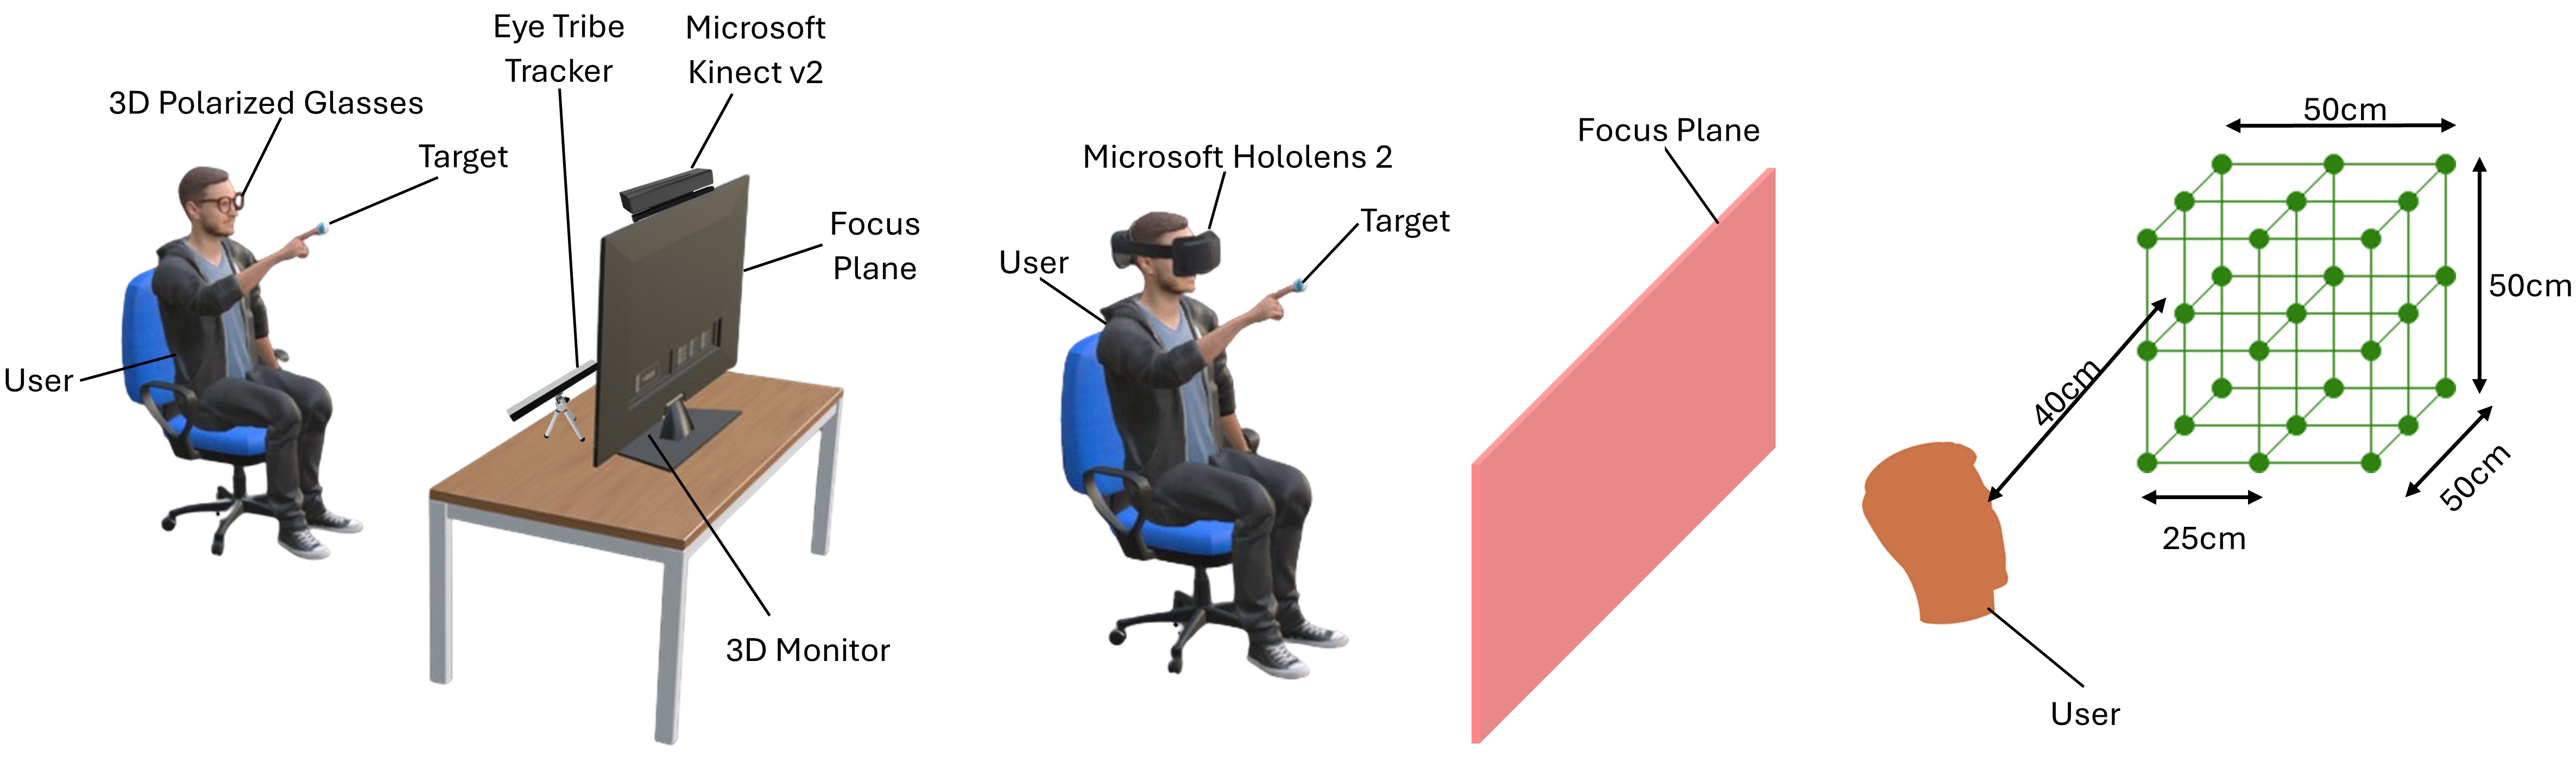 Eye Tribe
Tracker
Microsoft
Kinect v2
3D Polarized Glasses
Target
User
Focus
Plane
3D Monitor
Microsoft Hololens 2
User
Target
Focus Plane
50cm
50cm
40cm
50cm
25cm
User